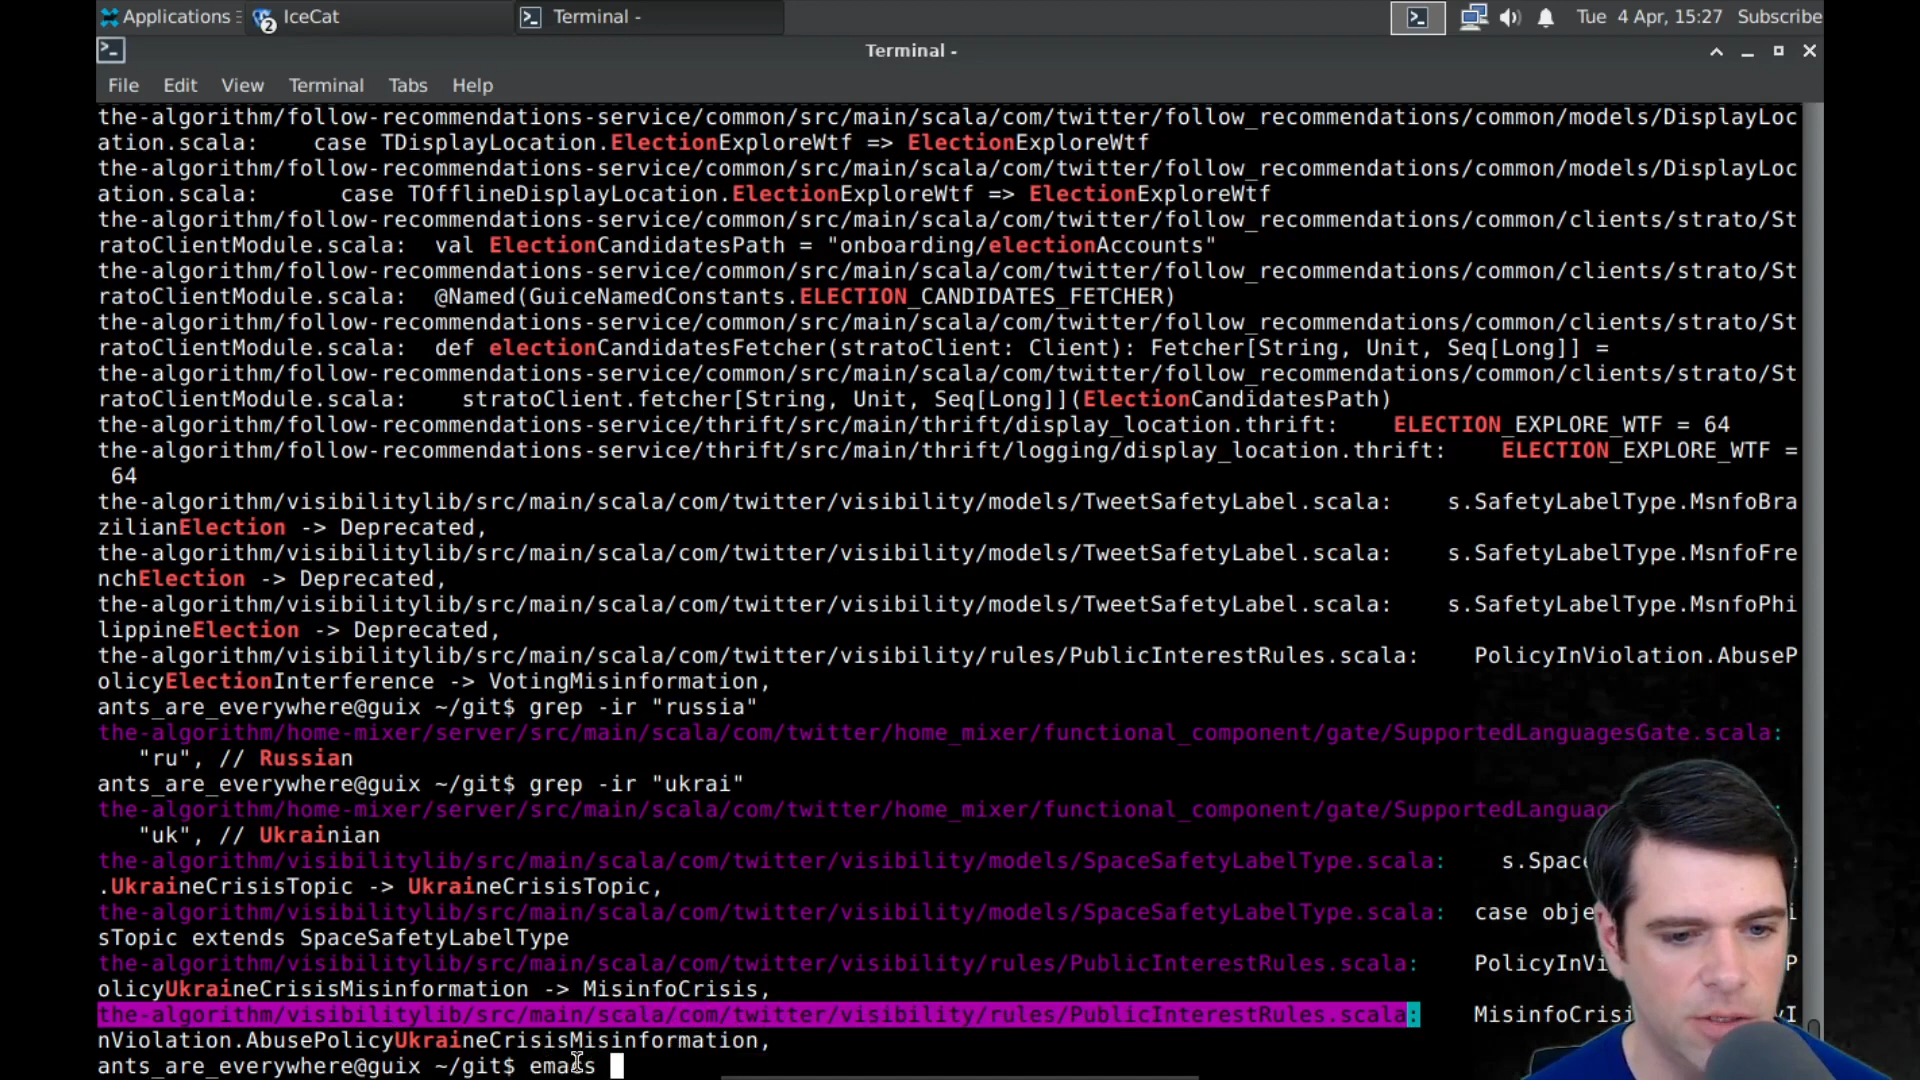 Applications IceCat Terminal - Tue 4 Apr, 15:27 Subscribe
Terminal -
File Edit View Terminal Tabs Help
the-algorithm/follow-recommendations-service/common/src/main/scala/com/twitter/follow_recommendations/common/models/DisplayLoc
ation.scala:    case TDisplayLocation.ElectionExploreWtf => ElectionExploreWtf
the-algorithm/follow-recommendations-service/common/src/main/scala/com/twitter/follow_recommendations/common/models/DisplayLoc
ation.scala:      case TOfflineDisplayLocation.ElectionExploreWtf => ElectionExploreWtf
the-algorithm/follow-recommendations-service/common/src/main/scala/com/twitter/follow_recommendations/common/clients/strato/St
ratoClientModule.scala:  val ElectionCandidatesPath = "onboarding/electionAccounts"
the-algorithm/follow-recommendations-service/common/src/main/scala/com/twitter/follow_recommendations/common/clients/strato/St
ratoClientModule.scala:  @Named(GuiceNamedConstants.ELECTION_CANDIDATES_FETCHER)
the-algorithm/follow-recommendations-service/common/src/main/scala/com/twitter/follow_recommendations/common/clients/strato/St
ratoClientModule.scala:  def electionCandidatesFetcher(stratoClient: Client): Fetcher[String, Unit, Seq[Long]] =
the-algorithm/follow-recommendations-service/common/src/main/scala/com/twitter/follow_recommendations/common/clients/strato/St
ratoClientModule.scala:    stratoClient.fetcher[String, Unit, Seq[Long]](ElectionCandidatesPath)
the-algorithm/follow-recommendations-service/thrift/src/main/thrift/display_location.thrift:    ELECTION_EXPLORE_WTF = 64
the-algorithm/follow-recommendations-service/thrift/src/main/thrift/logging/display_location.thrift:    ELECTION_EXPLORE_WTF =
64
the-algorithm/visibilitylib/src/main/scala/com/twitter/visibility/models/TweetSafetyLabel.scala:    s.SafetyLabelType.MsnfoBra
zilianElection -> Deprecated,
the-algorithm/visibilitylib/src/main/scala/com/twitter/visibility/models/TweetSafetyLabel.scala:    s.SafetyLabelType.MsnfoFre
nchElection -> Deprecated,
the-algorithm/visibilitylib/src/main/scala/com/twitter/visibility/models/TweetSafetyLabel.scala:    s.SafetyLabelType.MsnfoPhi
lippineElection -> Deprecated,
the-algorithm/visibilitylib/src/main/scala/com/twitter/visibility/rules/PublicInterestRules.scala:    PolicyInViolation.AbuseP
olicyElectionInterference -> VotingMisinformation,
ants_are_everywhere@guix ~/git$ grep -ir "russia"
the-algorithm/home-mixer/server/src/main/scala/com/twitter/home_mixer/functional_component/gate/SupportedLanguagesGate.scala:
"ru", // Russian
ants_are_everywhere@guix ~/git$ grep -ir "ukrai"
the-algorithm/home-mixer/server/src/main/scala/com/twitter/home_mixer/functional_component/gate/SupportedLanguag
"uk", // Ukrainian
the-algorithm/visibilitylib/src/main/scala/com/twitter/visibility/models/SpaceSafetyLabelType.scala:    s.Spac
.UkraineCrisisTopic -> UkraineCrisisTopic,
the-algorithm/visibilitylib/src/main/scala/com/twitter/visibility/models/SpaceSafetyLabelType.scala:  case obje
sTopic extends SpaceSafetyLabelType
the-algorithm/visibilitylib/src/main/scala/com/twitter/visibility/rules/PublicInterestRules.scala:    PolicyInVi P
olicyUkraineCrisisMisinformation -> MisinfoCrisis,
the-algorithm/visibilitylib/src/main/scala/com/twitter/visibility/rules/PublicInterestRules.scala:    MisinfoCrisi yI
nViolation.AbusePolicyUkraineCrisisMisinformation,
ants_are_everywhere@guix ~/git$ emacs